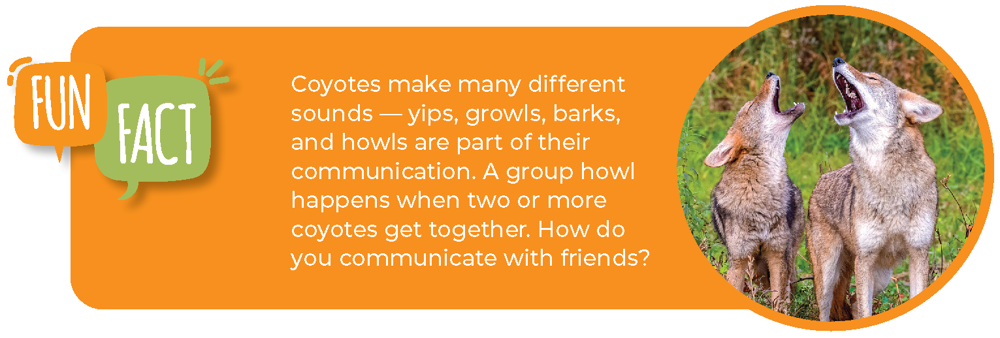 FUN
FACT
Coyotes make many different
sounds — yips, growls, barks,
and howls are part of their
communication. A group howl
happens when two or more
coyotes get together. How do
you communicate with friends?